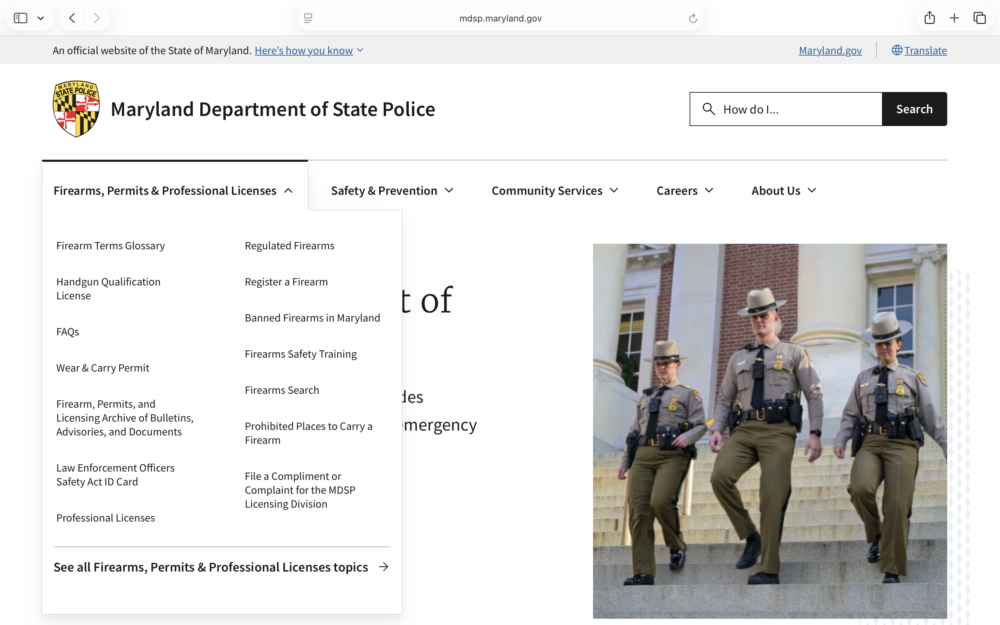 mdsp.maryland.gov
An official website of the State of Maryland. Here’s how you know
Maryland.gov
Translate
MARYLAND
STATE POLICE
Maryland Department of State Police
How do I...
Search
Firearms, Permits & Professional Licenses
Safety & Prevention
Community Services
Careers
About Us
Firearm Terms Glossary
Handgun Qualification
License
FAQs
Wear & Carry Permit
Firearm, Permits, and
Licensing Archive of Bulletins,
Advisories, and Documents
Law Enforcement Officers
Safety Act ID Card
Professional Licenses
Regulated Firearms
Register a Firearm
Banned Firearms in Maryland
Firearms Safety Training
Firearms Search
Prohibited Places to Carry a
Firearm
File a Compliment or
Complaint for the MDSP
Licensing Division
See all Firearms, Permits & Professional Licenses topics
of
emergency